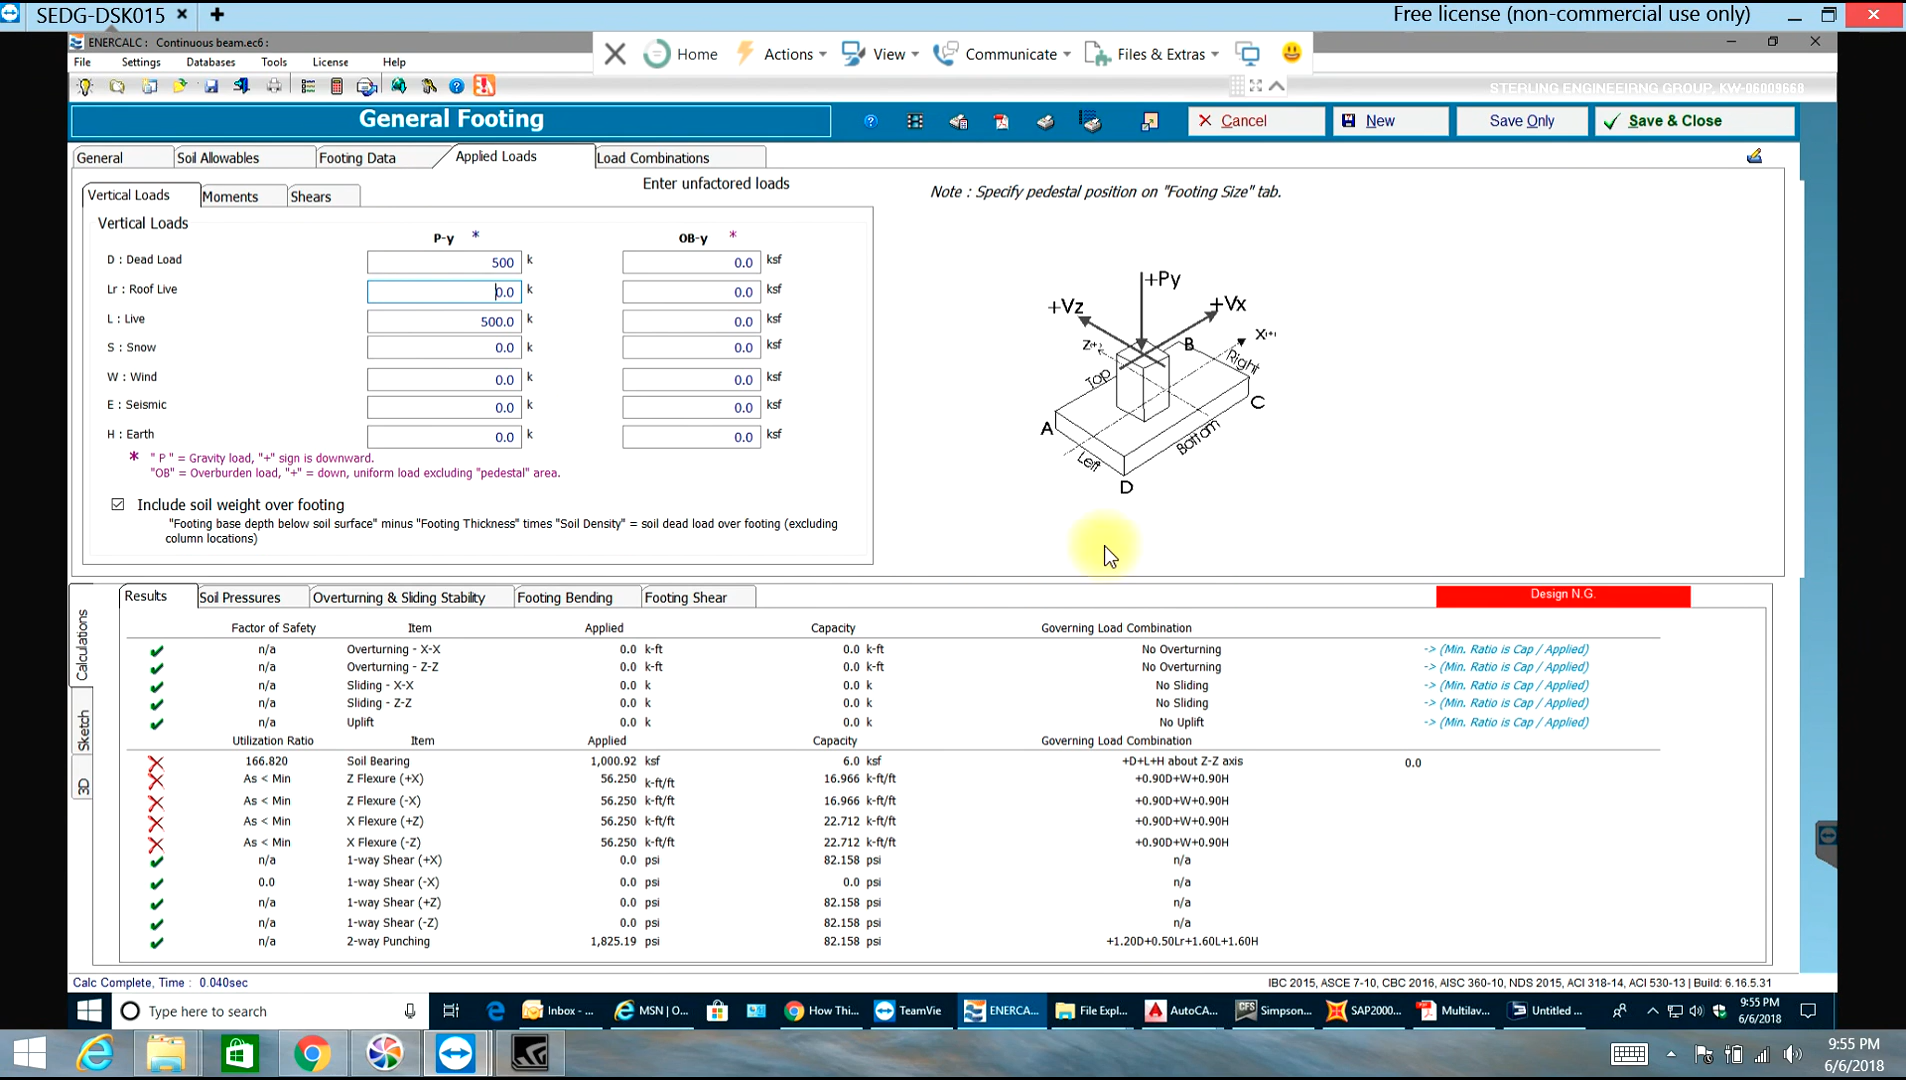 SEDG-DSK015
Free license (non-commercial use only)
ENERCALC : Continuous beam.ec6 :
Home Actions View Communicate Files & Extras
File Settings Databases Tools License Help
STERLING ENGINEEIRNG GROUP, KW-06009668
General Footing
Cancel New Save Only Save & Close
General Soil Allowables Footing Data Applied Loads Load Combinations
Vertical Loads Moments Shears
Enter unfactored loads
Note : Specify pedestal position on "Footing Size" tab.
Vertical Loads
P-y * OB-y *
D : Dead Load 500 k 0.0 ksf
Lr : Roof Live 0.0 k 0.0 ksf
L : Live 500.0 k 0.0 ksf
S : Snow 0.0 k 0.0 ksf
W : Wind 0.0 k 0.0 ksf
E : Seismic 0.0 k 0.0 ksf
H : Earth 0.0 k 0.0 ksf
* " P " = Gravity load, "+" sign is downward.
"OB" = Overburden load, "+" = down, uniform load excluding "pedestal" area.
Include soil weight over footing
"Footing base depth below soil surface" minus "Footing Thickness" times "Soil Density" = soil dead load over footing (excluding
column locations)
+Py
+Vz +Vx
X(+)
Z(+) B
Right
Top
A C
Bottom
Left
D
Calculations
Sketch
3D
Results Soil Pressures Overturning & Sliding Stability Footing Bending Footing Shear
Design N.G.
Factor of Safety Item Applied Capacity Governing Load Combination
n/a Overturning - X-X 0.0 k-ft 0.0 k-ft No Overturning -> (Min. Ratio is Cap / Applied)
n/a Overturning - Z-Z 0.0 k-ft 0.0 k-ft No Overturning -> (Min. Ratio is Cap / Applied)
n/a Sliding - X-X 0.0 k 0.0 k No Sliding -> (Min. Ratio is Cap / Applied)
n/a Sliding - Z-Z 0.0 k 0.0 k No Sliding -> (Min. Ratio is Cap / Applied)
n/a Uplift 0.0 k 0.0 k No Uplift -> (Min. Ratio is Cap / Applied)
Utilization Ratio Item Applied Capacity Governing Load Combination
166.820 Soil Bearing 1,000.92 ksf 6.0 ksf +D+L+H about Z-Z axis 0.0
As < Min Z Flexure (+X) 56.250 k-ft/ft 16.966 k-ft/ft +0.90D+W+0.90H
As < Min Z Flexure (-X) 56.250 k-ft/ft 16.966 k-ft/ft +0.90D+W+0.90H
As < Min X Flexure (+Z) 56.250 k-ft/ft 22.712 k-ft/ft +0.90D+W+0.90H
As < Min X Flexure (-Z) 56.250 k-ft/ft 22.712 k-ft/ft +0.90D+W+0.90H
n/a 1-way Shear (+X) 0.0 psi 82.158 psi n/a
0.0 1-way Shear (-X) 0.0 psi 0.0 psi n/a
n/a 1-way Shear (+Z) 0.0 psi 82.158 psi n/a
n/a 1-way Shear (-Z) 0.0 psi 82.158 psi n/a
n/a 2-way Punching 1,825.19 psi 82.158 psi +1.20D+0.50Lr+1.60L+1.60H
Calc Complete, Time : 0.040sec
IBC 2015, ASCE 7-10, CBC 2016, AISC 360-10, NDS 2015, ACI 318-14, ACI 530-13 | Build: 6.16.5.31
Type here to search
Inbox - ... MSN | O... How Thi... TeamVie ENERCA... File Expl... AutoCA... Simpson... SAP2000... Multilav... Untitled ...
9:55 PM
6/6/2018
9:55 PM
6/6/2018